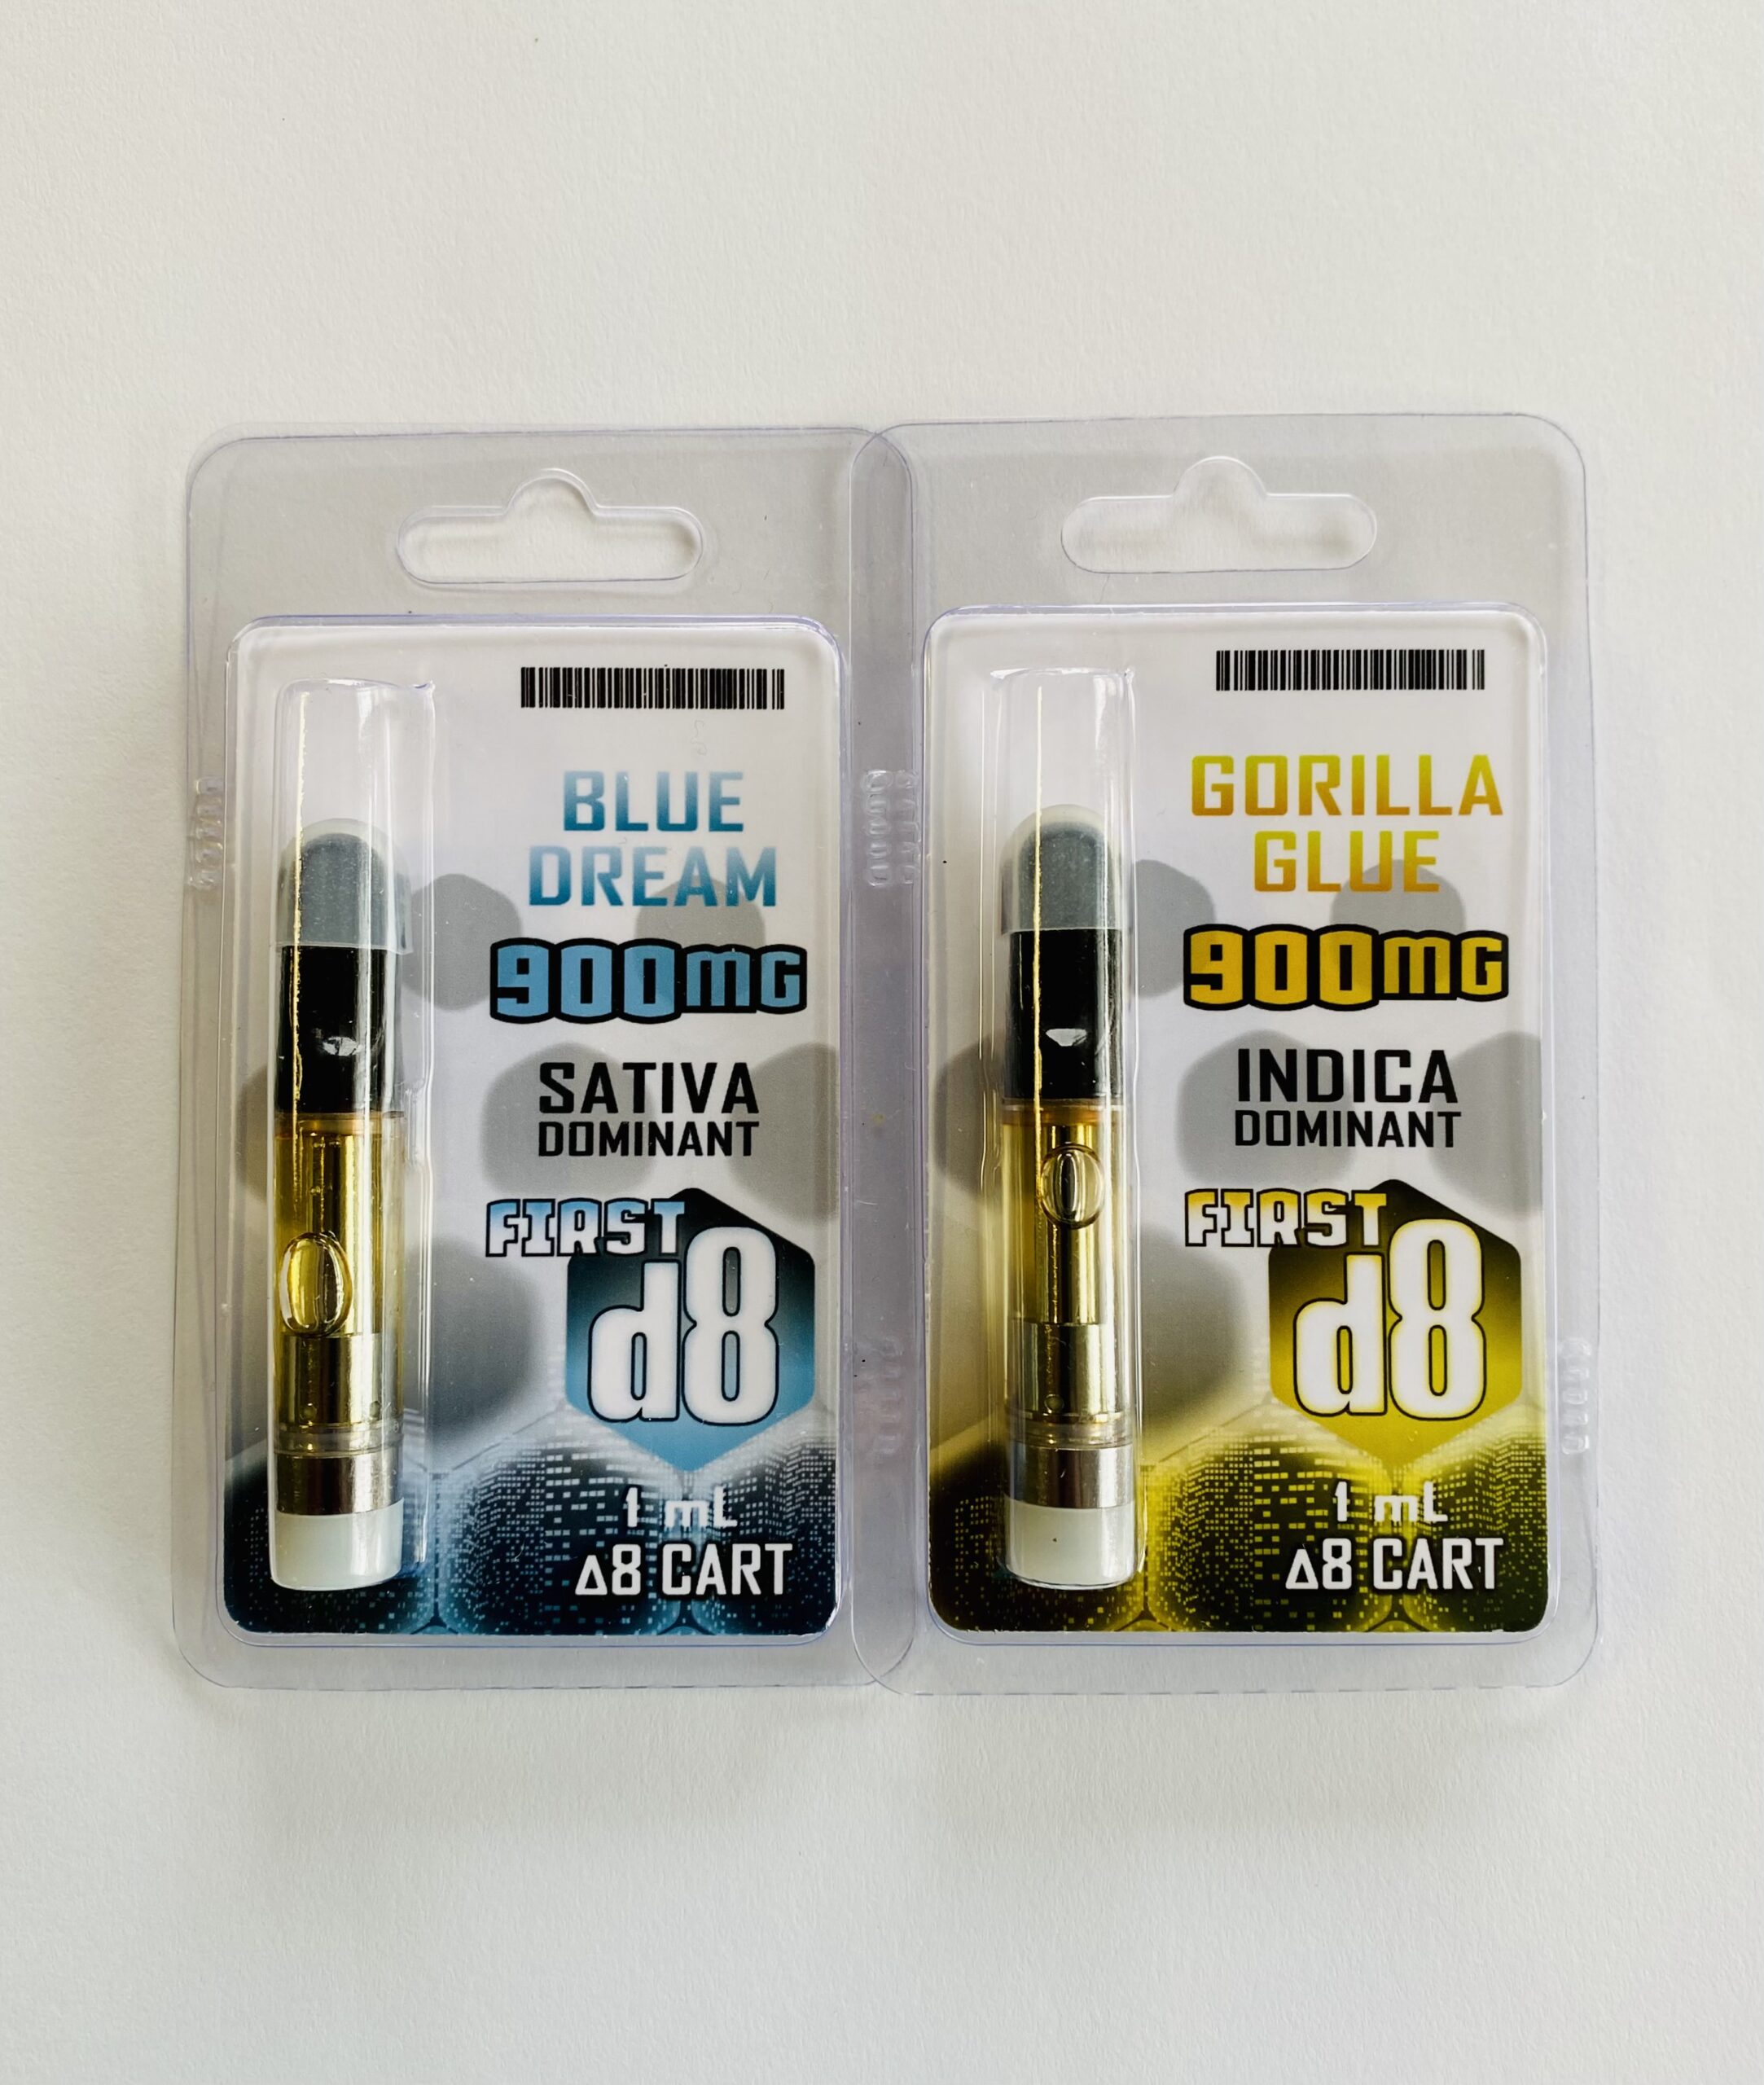 BLUE
DREAM
900mG
SATIVA
DOMINANT
FIRST
d8
1 mL
Δ8 CART
GORILLA
GLUE
900mG
INDICA
DOMINANT
FIRST
d8
1 mL
Δ8 CART